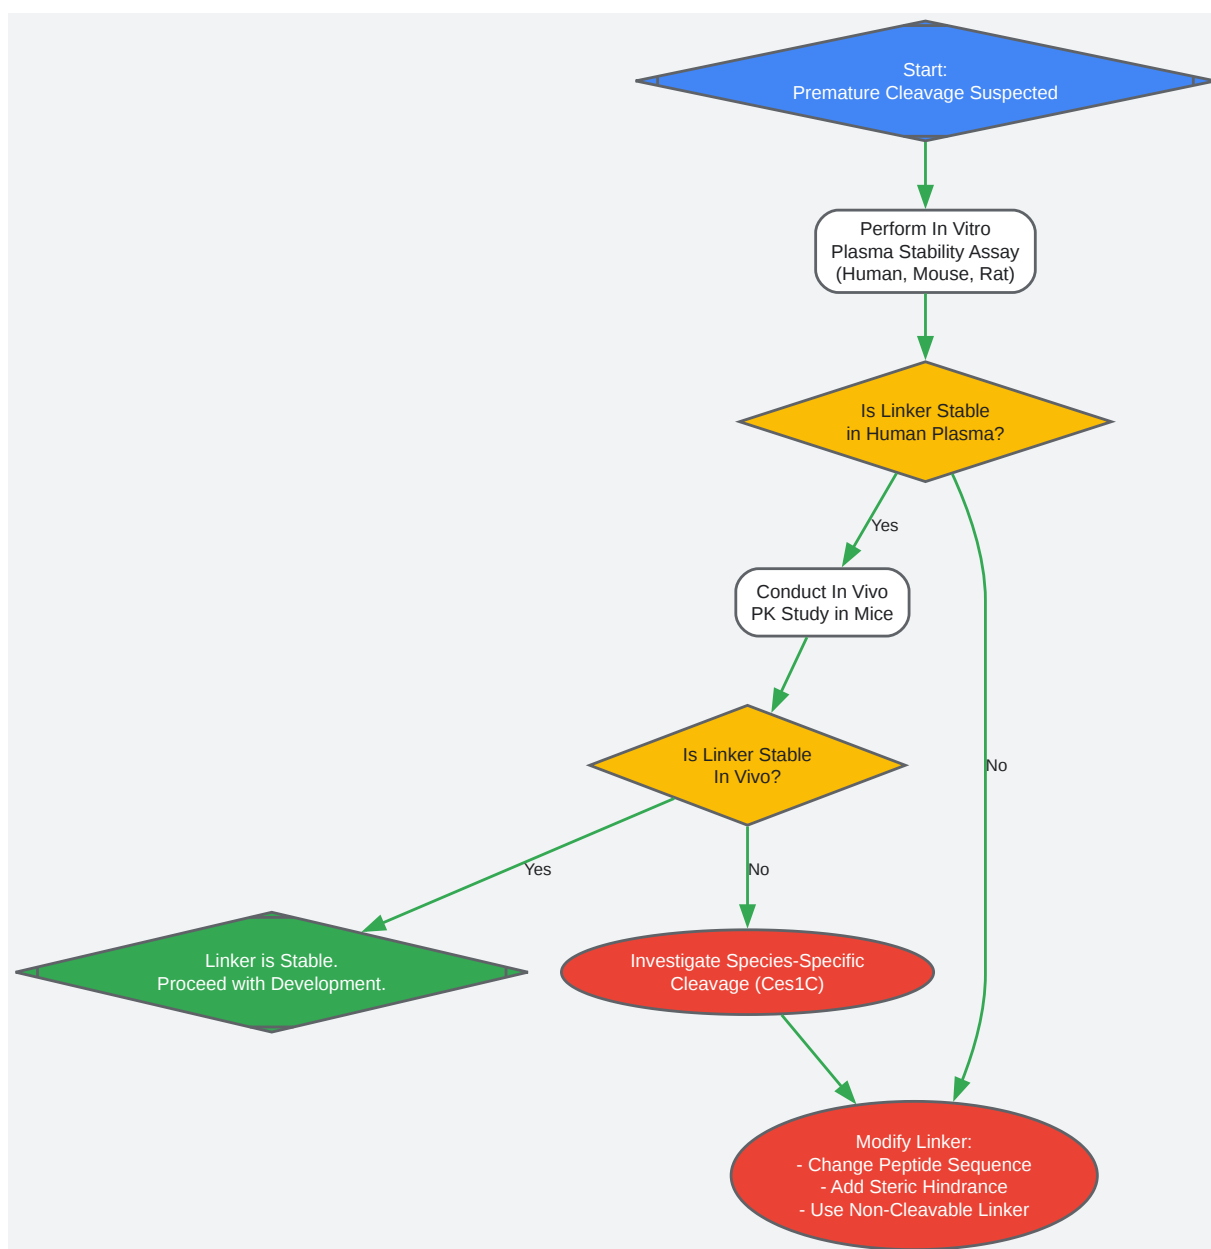 Start:
Premature Cleavage Suspected
Perform In Vitro
Plasma Stability Assay
(Human, Mouse, Rat)
Is Linker Stable
in Human Plasma?
Yes
Conduct In Vivo
PK Study in Mice
Is Linker Stable
In Vivo?
No
Yes
No
Linker is Stable.
Proceed with Development.
Investigate Species-Specific
Cleavage (Ces1C)
Modify Linker:
- Change Peptide Sequence
- Add Steric Hindrance
- Use Non-Cleavable Linker